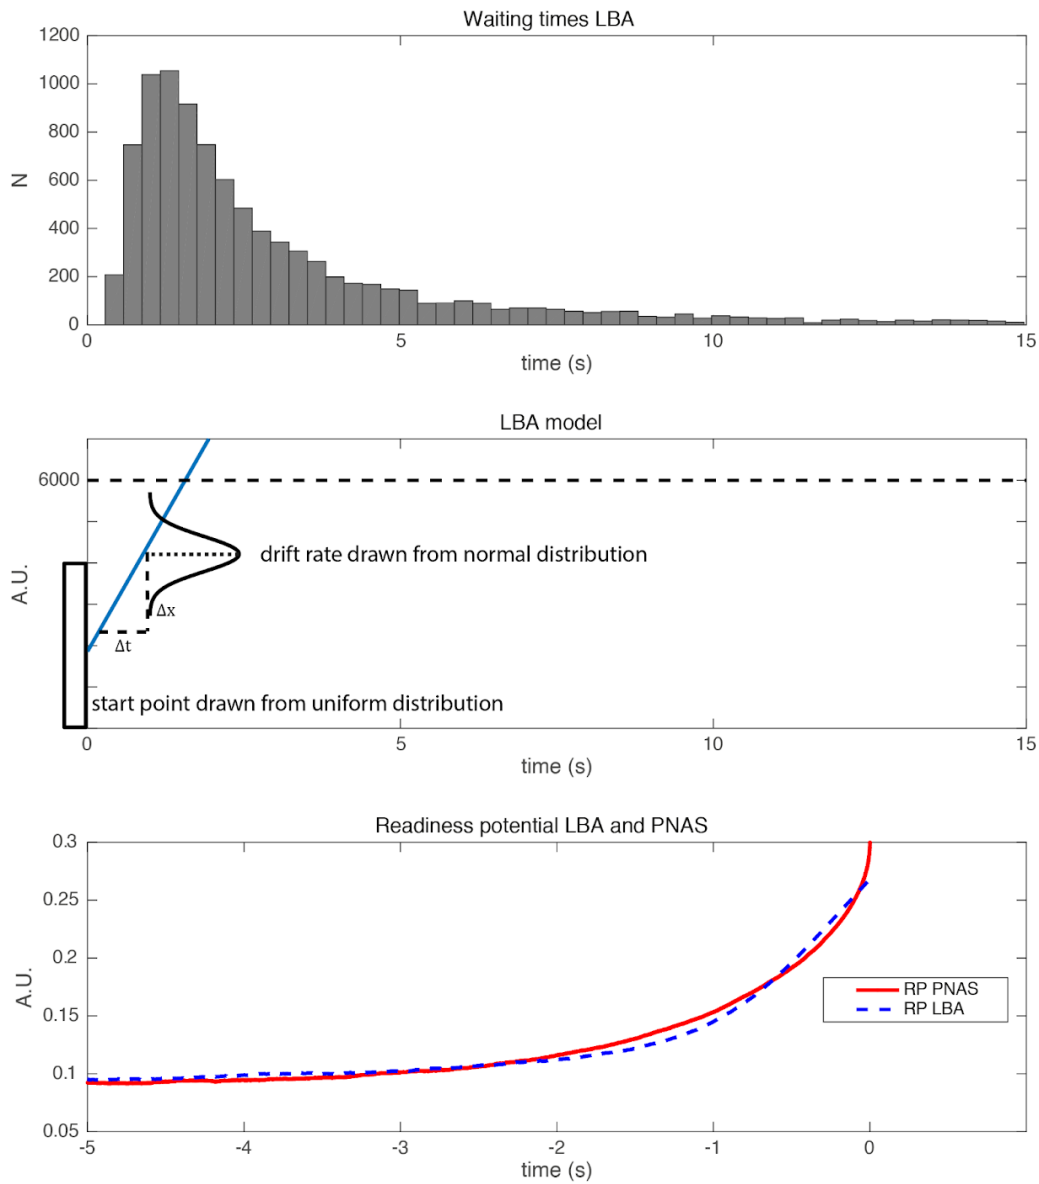 Waiting times LBA
1200
1000
800
600
400
200
0
N
0 5 10 15
time (s)
LBA model
6000
A.U.
drift rate drawn from normal distribution
Δx
Δt
start point drawn from uniform distribution
0 5 10 15
time (s)
Readiness potential LBA and PNAS
0.3
0.25
0.2
0.15
0.1
0.05
A.U.
RP PNAS
RP LBA
-5 -4 -3 -2 -1 0
time (s)